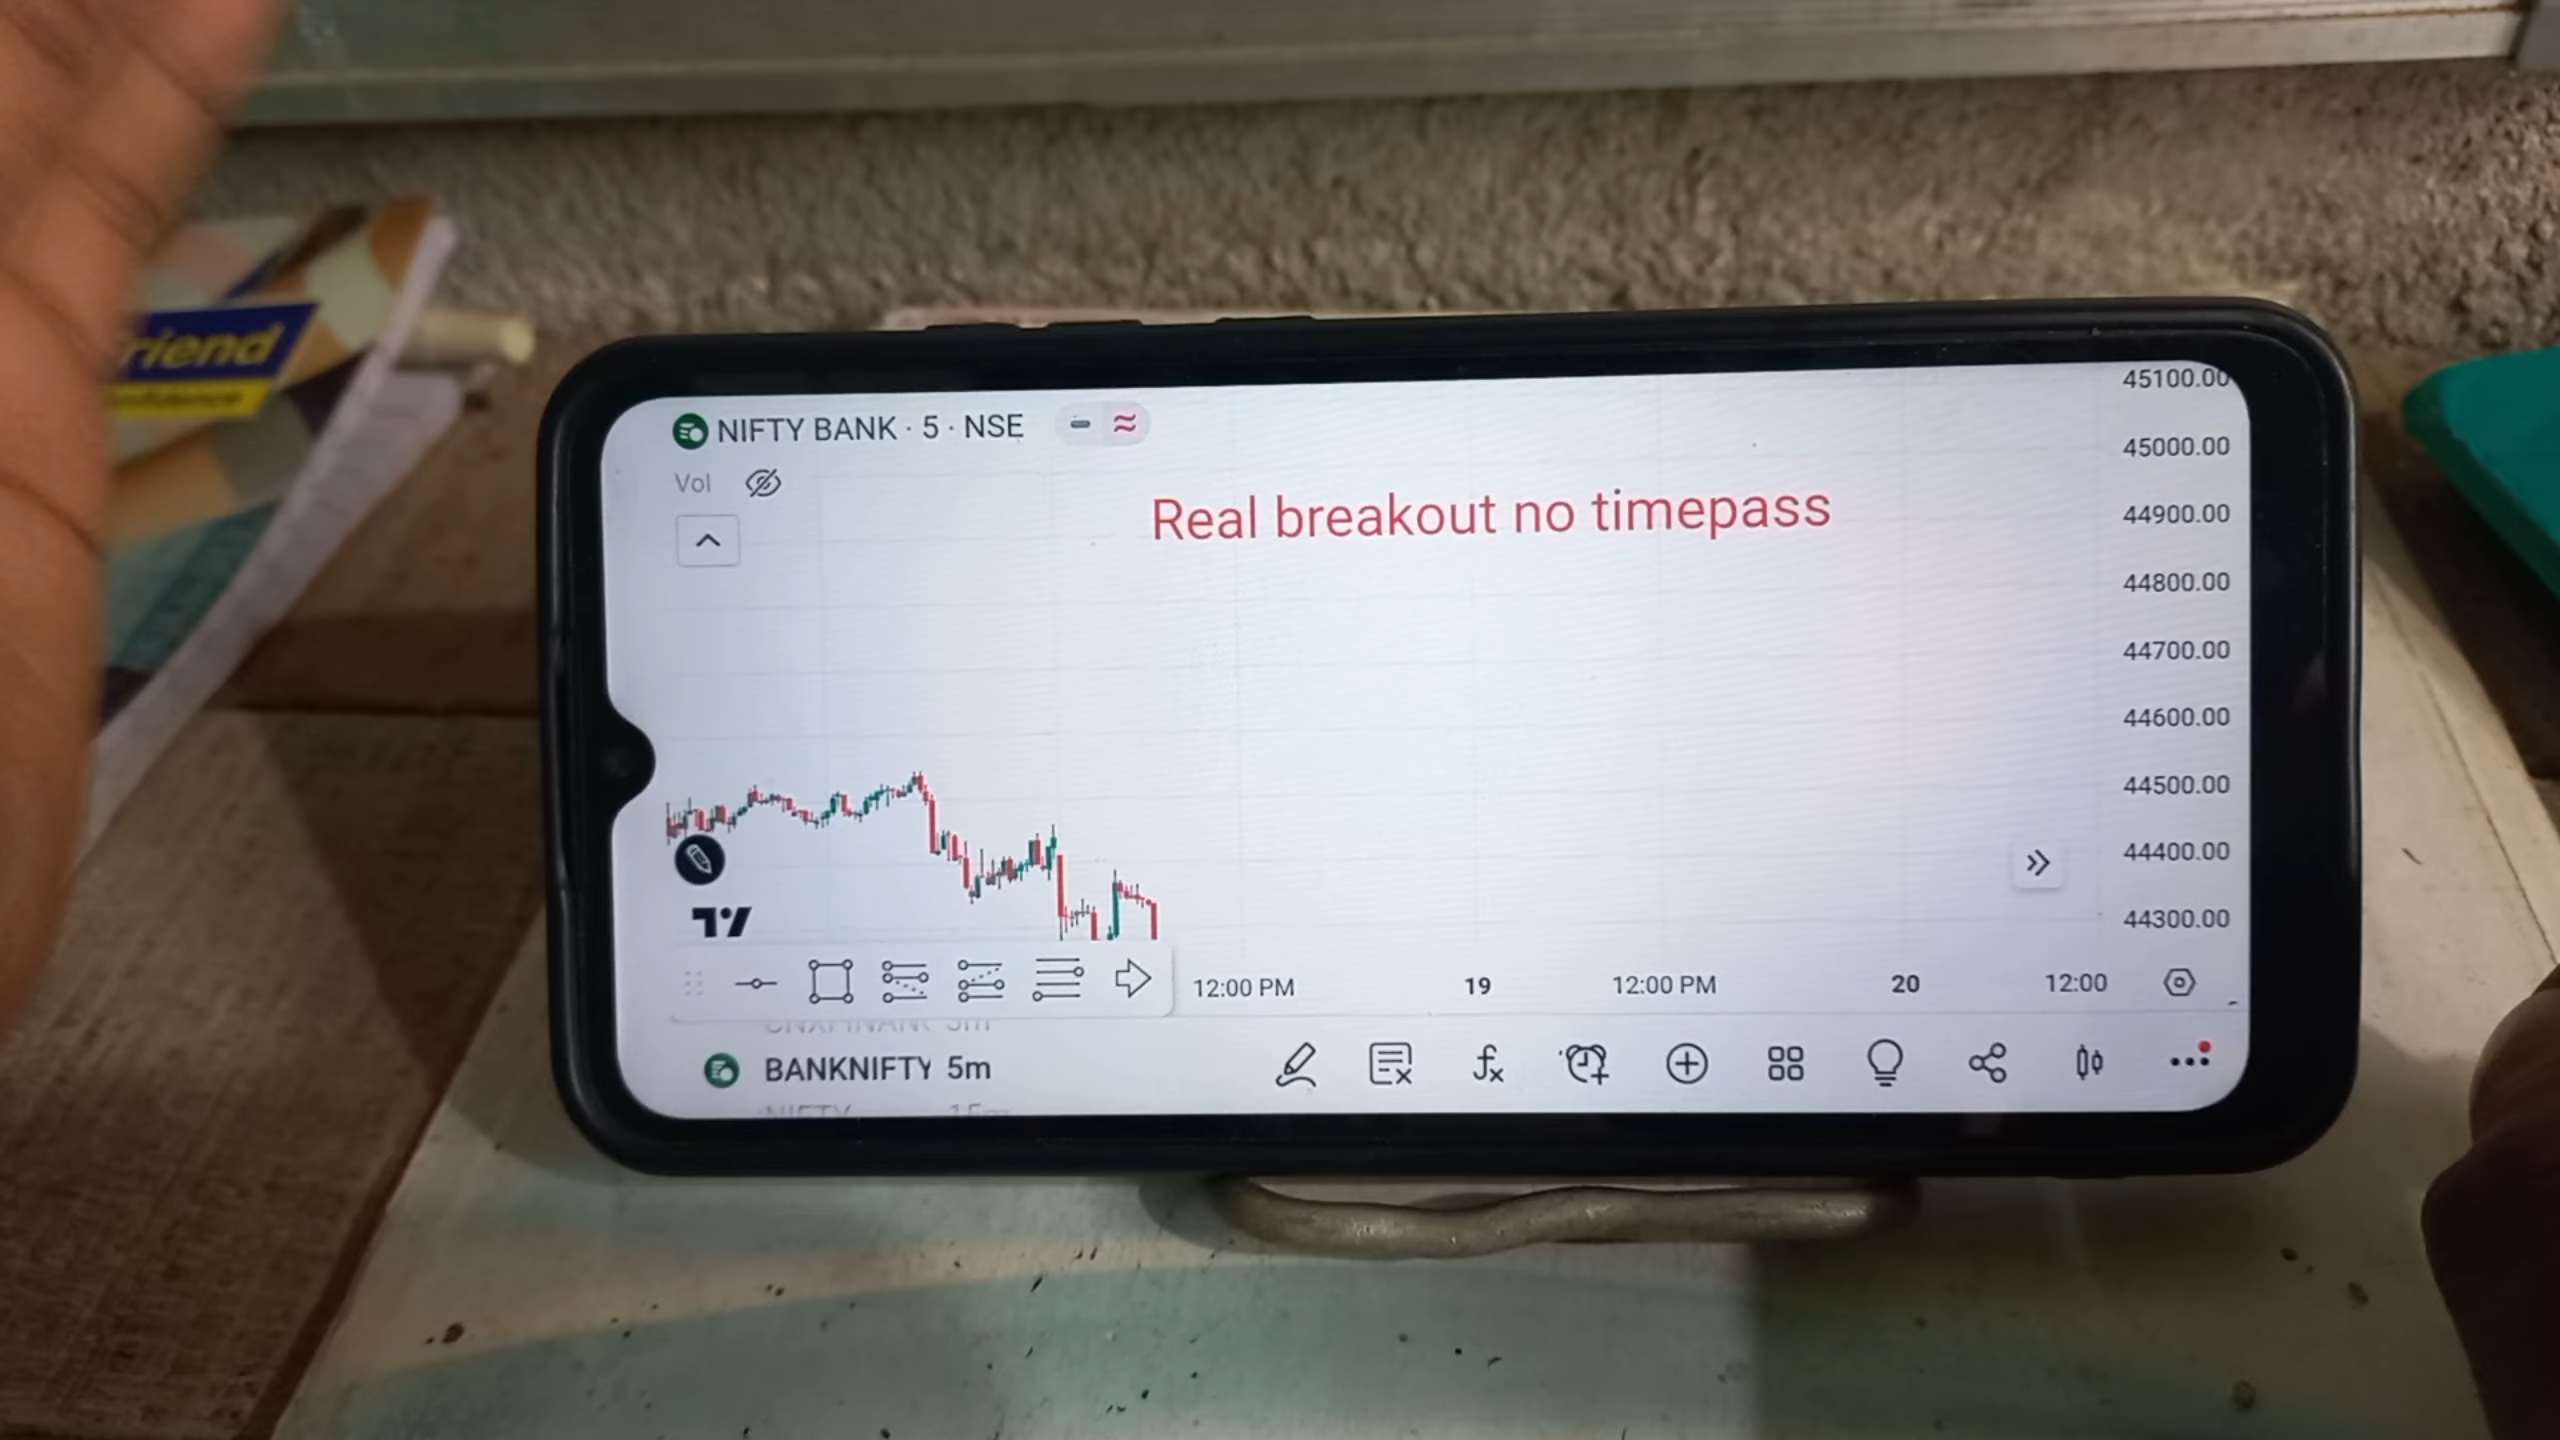 riend
nfidence
NIFTY BANK · 5 · NSE
Vol
Real breakout no timepass
45100.00
45000.00
44900.00
44800.00
44700.00
44600.00
44500.00
44400.00
44300.00
12:00 PM 19 12:00 PM 20 12:00
BANKNIFTY 5m